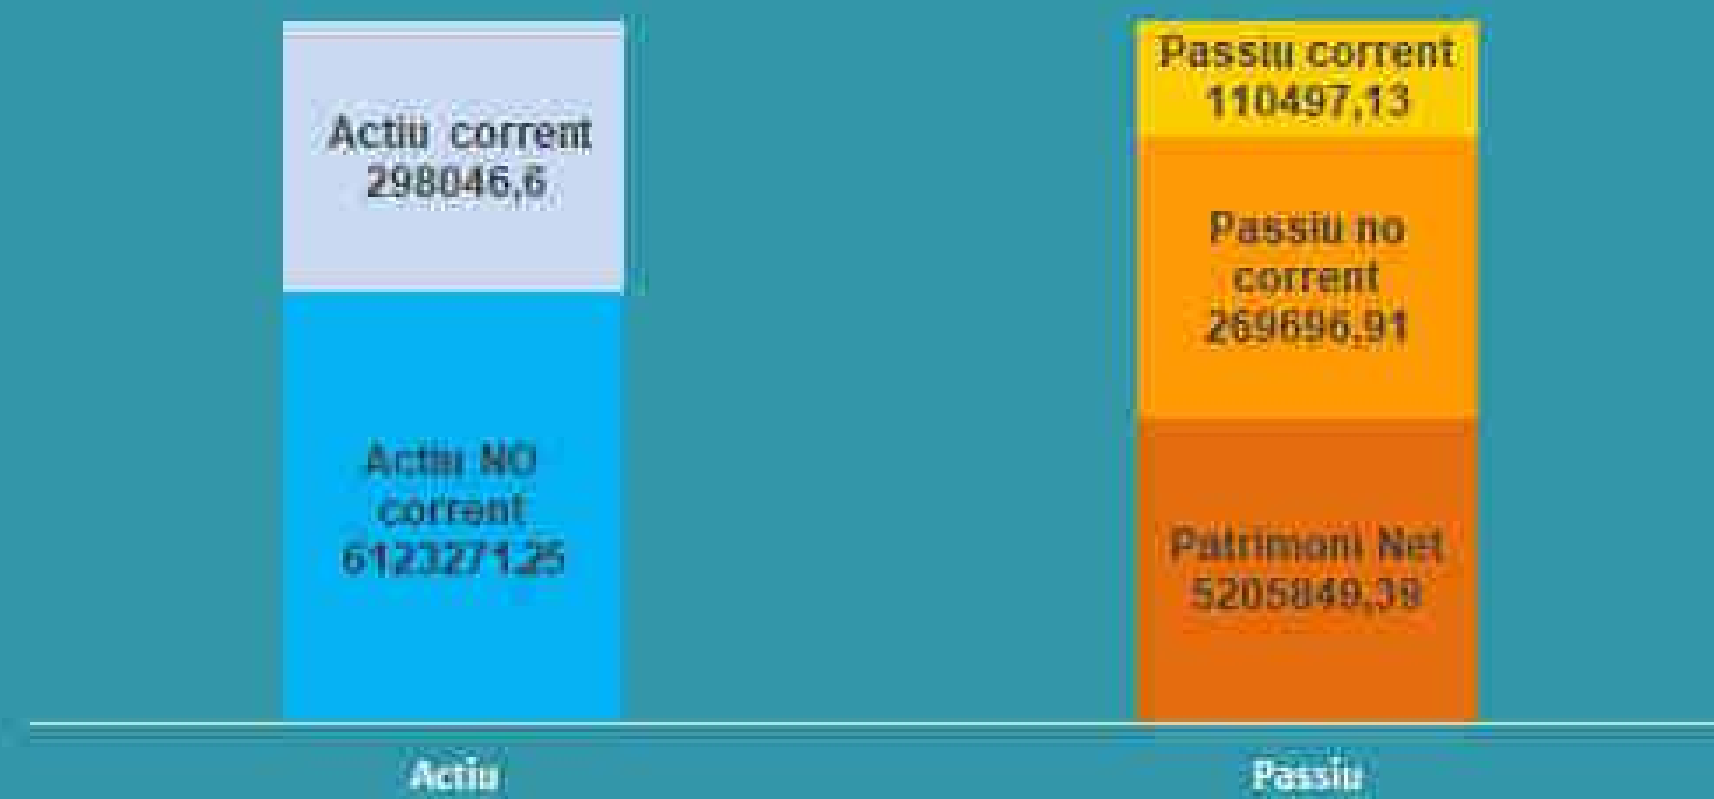 Actiu corrent
298046,6
Actiu NO
corrent
6123271,25
Passiu corrent
110497,13
Passiu no
corrent
269696,91
Patrimoni Net
5205849,39
Actiu
Passiu